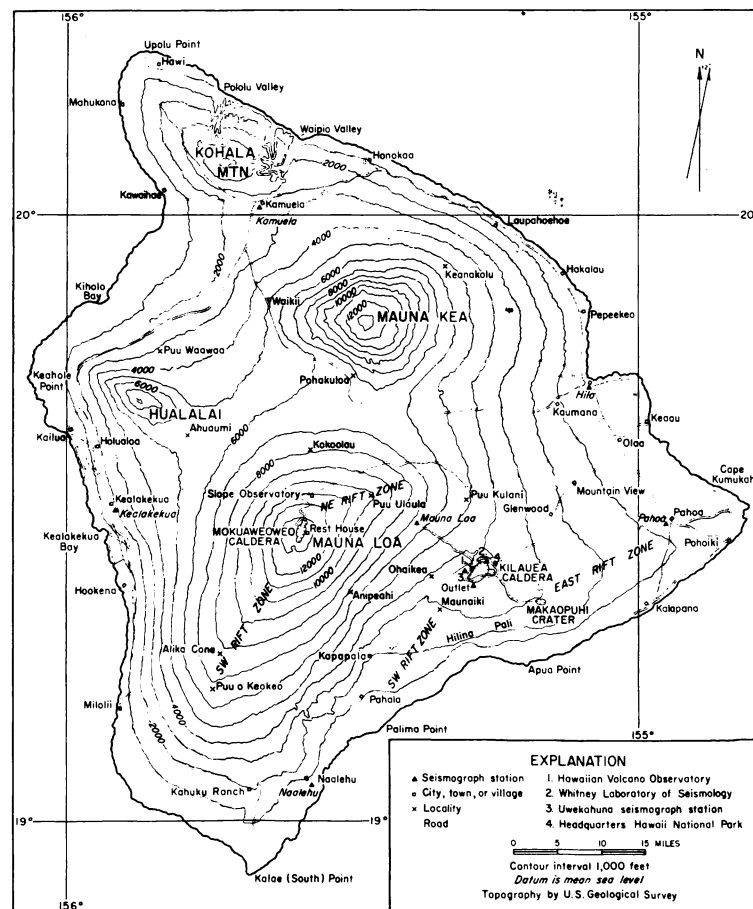 156°
155°
Upolu Point
Hawi
N
Pololu Valley
Mahukona
Waipio Valley
KOHALA
MTN
Honokaa
2000
Kawaihae
Kamuela
Kamuela
20°
20
Laupahoehoe
4000
2000
6000
8000
10000
12000
Keanakolu
Hakalau
Kiholo
Bay
Waikii
MAUNA KEA
Pepeekeo
Puu Waawaa
4000
6000
Keahole
Point
Pohakuloa
Hilo
HUALALAI
Kaumana
Keaau
Ahuaumi
Kailua
Holualoa
6000
Olaa
Kokoolau
8000
Cape
Kumukahi
Slope Observatory
NE RIFT ZONE
Puu Ulaula
Puu Kulani
Mountain View
Kealakekua
Kealakekua
Glenwood
Pahoa
Pahoa
MOKUAWEOWEO
CALDERA
Rest House
MAUNA LOA
Mauna Loa
Kealakekua
Bay
12000
10000
KILAUEA
CALDERA
Pohoiki
Ohaikea
EAST RIFT ZONE
Outlet
Hookena
Anipeahi
Maunaiki
MAKAOPUHI
CRATER
Kalapana
SW RIFT ZONE
Hilina Pali
Alika Cone
Kapapala
SW RIFT ZONE
Apua Point
Puu o Keokeo
Pahala
Milolii
4000
2000
Palima Point
155°
Naalehu
Kahuku Ranch
Naalehu
19°
19°
Kalae (South) Point
156°
EXPLANATION
Seismograph station
1. Hawaiian Volcano Observatory
City, town, or village
2. Whitney Laboratory of Seismology
Locality
3. Uwekahuna seismograph station
Road
4. Headquarters Hawaii National Park
0 5 10 15 MILES
Contour interval 1,000 feet
Datum is mean sea level
Topography by U.S. Geological Survey